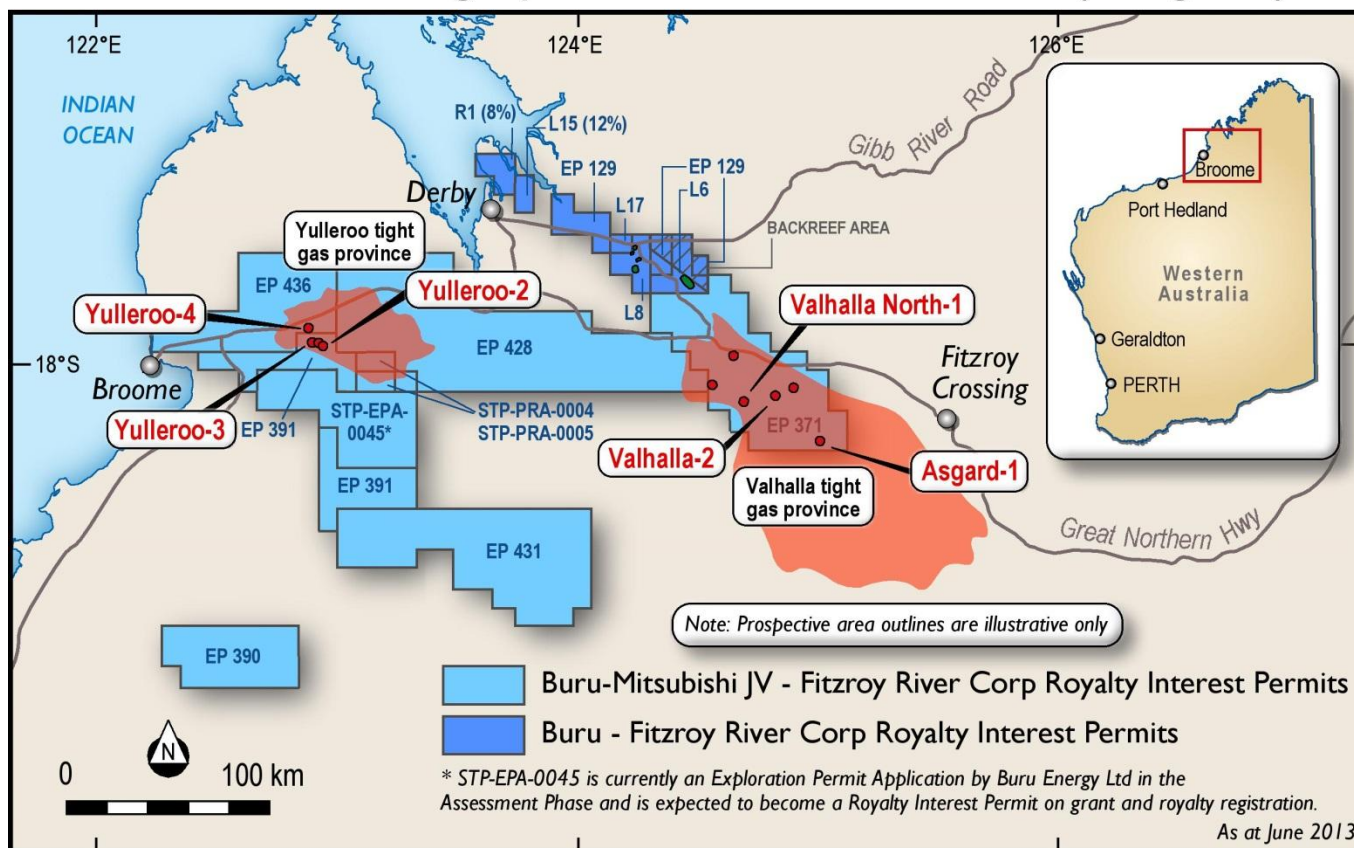 122°E
124°E
126°E
INDIAN
OCEAN
R1 (8%)
L15 (12%)
EP 129
EP 129
L6
L17
L8
BACKREEF AREA
Gibb River Road
Derby
Yulleroo tight
gas province
EP 436
Yulleroo-2
Yulleroo-4
Valhalla North-1
EP 428
18°S
Broome
Fitzroy
Crossing
Yulleroo-3
EP 391
STP-EPA-
0045*
STP-PRA-0004
STP-PRA-0005
EP 371
Valhalla-2
Asgard-1
Valhalla tight
gas province
EP 391
EP 431
Great Northern Hwy
EP 390
Broome
Port Hedland
Western
Australia
Geraldton
PERTH
Note: Prospective area outlines are illustrative only
Buru-Mitsubishi JV - Fitzroy River Corp Royalty Interest Permits
Buru - Fitzroy River Corp Royalty Interest Permits
N
0 100 km
* STP-EPA-0045 is currently an Exploration Permit Application by Buru Energy Ltd in the
Assessment Phase and is expected to become a Royalty Interest Permit on grant and royalty registration.
As at June 2013